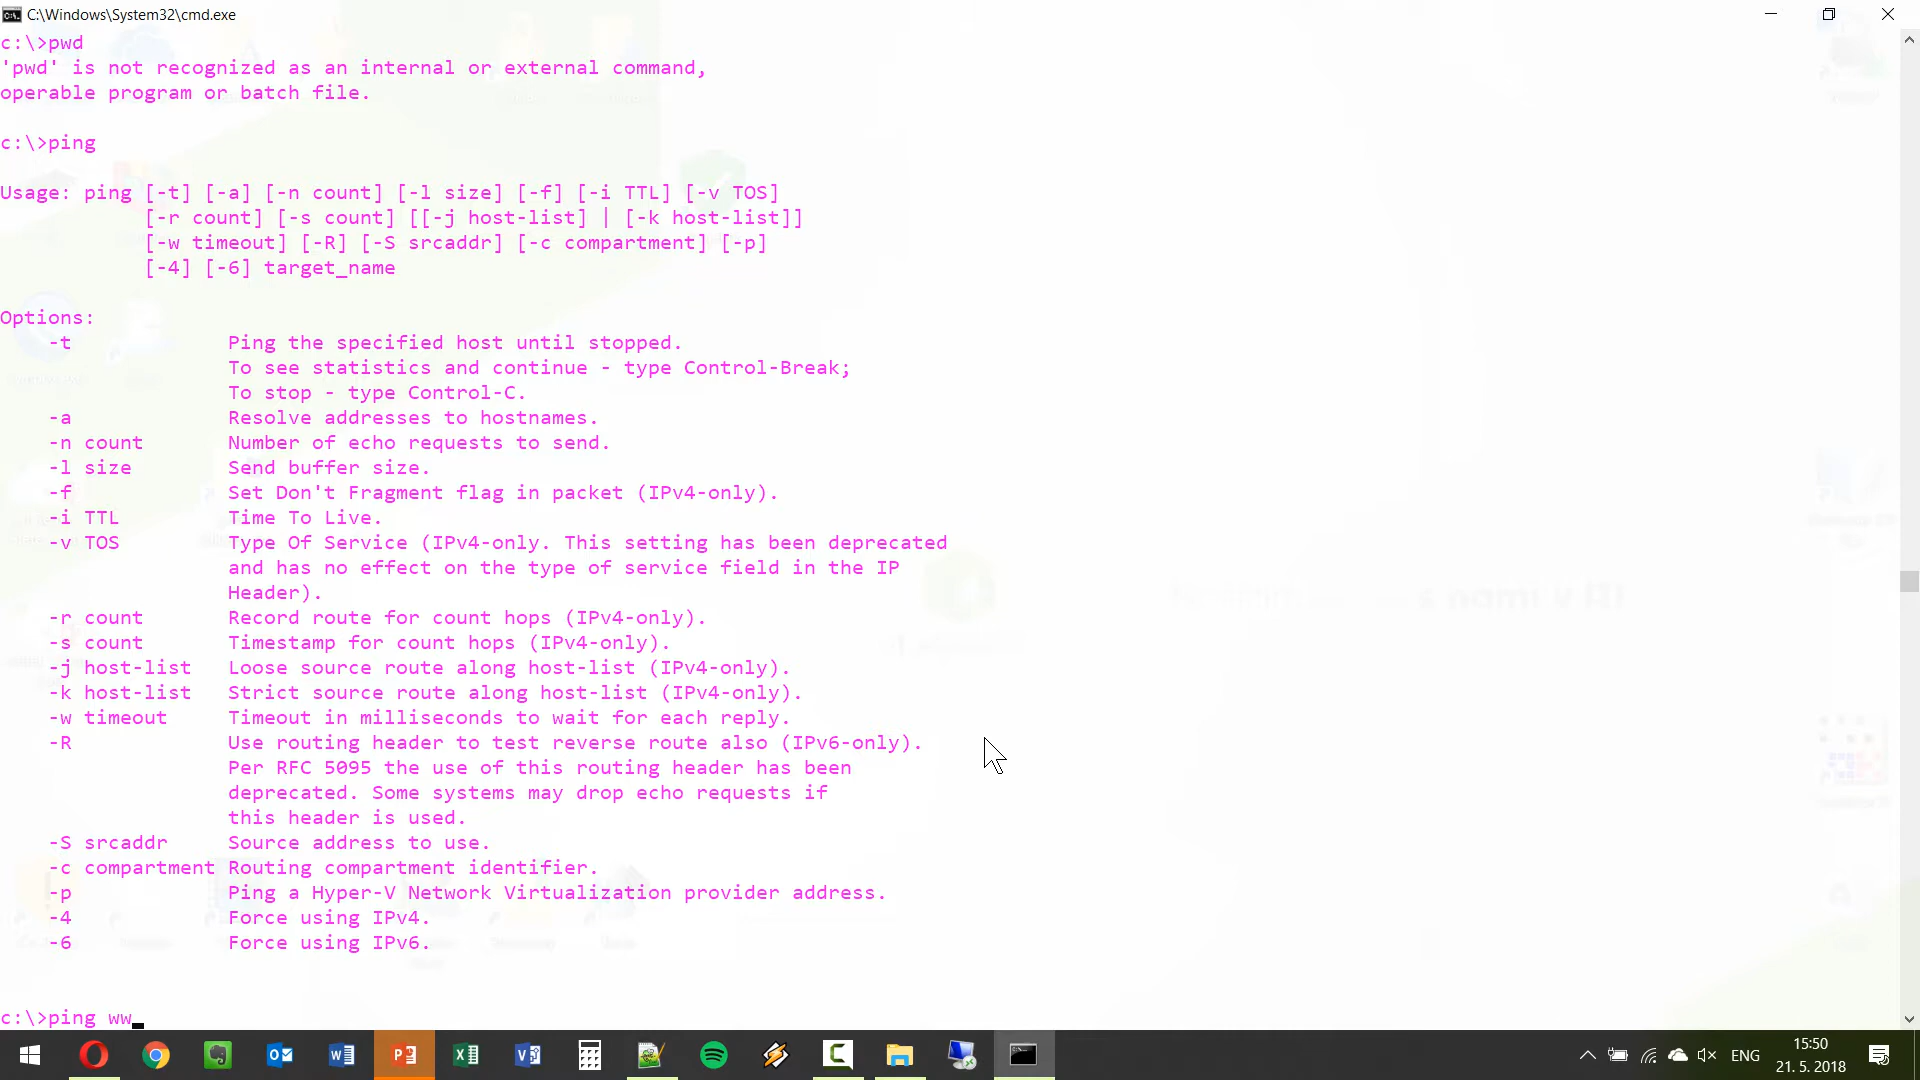 C:\Windows\System32\cmd.exe
c:\>pwd
'pwd' is not recognized as an internal or external command,
operable program or batch file.
c:\>ping
Usage: ping [-t] [-a] [-n count] [-l size] [-f] [-i TTL] [-v TOS]
[-r count] [-s count] [[-j host-list] | [-k host-list]]
[-w timeout] [-R] [-S srcaddr] [-c compartment] [-p]
[-4] [-6] target_name
Options:
-t Ping the specified host until stopped.
To see statistics and continue - type Control-Break;
To stop - type Control-C.
-a Resolve addresses to hostnames.
-n count Number of echo requests to send.
-l size Send buffer size.
-f Set Don't Fragment flag in packet (IPv4-only).
-i TTL Time To Live.
-v TOS Type Of Service (IPv4-only. This setting has been deprecated
and has no effect on the type of service field in the IP
Header).
-r count Record route for count hops (IPv4-only).
-s count Timestamp for count hops (IPv4-only).
-j host-list Loose source route along host-list (IPv4-only).
-k host-list Strict source route along host-list (IPv4-only).
-w timeout Timeout in milliseconds to wait for each reply.
-R Use routing header to test reverse route also (IPv6-only).
Per RFC 5095 the use of this routing header has been
deprecated. Some systems may drop echo requests if
this header is used.
-S srcaddr Source address to use.
-c compartment Routing compartment identifier.
-p Ping a Hyper-V Network Virtualization provider address.
-4 Force using IPv4.
-6 Force using IPv6.
c:\>ping ww_
ENG
15:50
21. 5. 2018